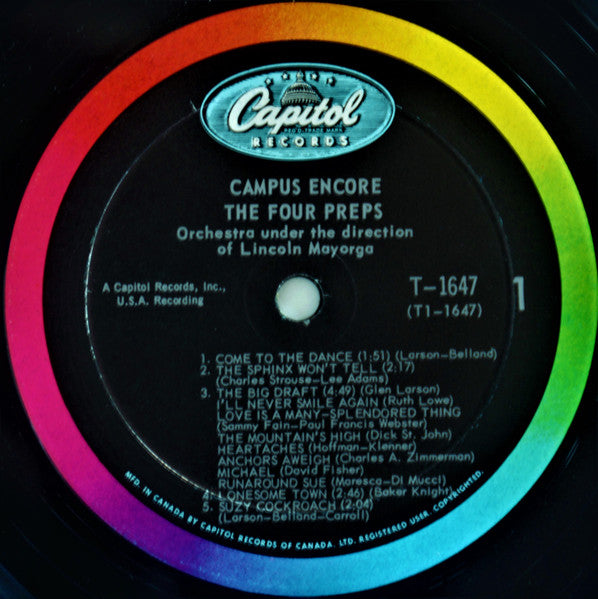 Capitol
REG'D. TRADE MARK
RECORDS
CAMPUS ENCORE
THE FOUR PREPS
Orchestra under the direction
of Lincoln Mayorga
A Capitol Records, Inc.,
U.S.A. Recording
T-1647
(T1-1647)
1
1. COME TO THE DANCE (1:51) (Larson-Belland)
2. THE SPHINX WON'T TELL (2:17)
(Charles Strouse-Lee Adams)
3. THE BIG DRAFT (4:49) (Glen Larson)
I'LL NEVER SMILE AGAIN (Ruth Lowe)
LOVE IS A MANY-SPLENDORED THING
(Sammy Fain-Paul Francis Webster)
THE MOUNTAIN'S HIGH (Dick St. John)
HEARTACHES (Hoffman-Klenner)
ANCHORS AWEIGH (Charles A. Zimmerman)
MICHAEL (David Fisher)
RUNAROUND SUE (Maresca-Di Mucci)
4. LONESOME TOWN (2:46) (Baker Knight)
5. SUZY COCKROACH (2:04)
(Larson-Belland-Carroll)
MFD. IN CANADA BY CAPITOL RECORDS OF CANADA, LTD. REGISTERED USER. COPYRIGHTED.